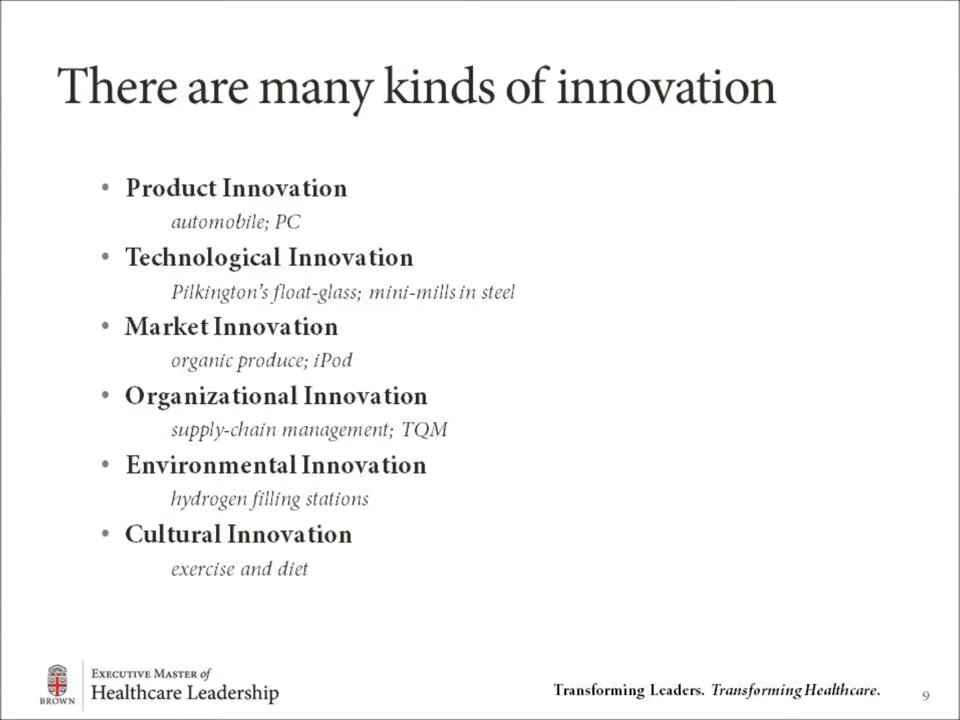 There are many kinds of innovation
• Product Innovation
automobile; PC
• Technological Innovation
Pilkington's float-glass; mini-mills in steel
• Market Innovation
organic produce; iPod
• Organizational Innovation
supply-chain management; TQM
• Environmental Innovation
hydrogen filling stations
• Cultural Innovation
exercise and diet
BROWN
Executive Master of
Healthcare Leadership
Transforming Leaders. Transforming Healthcare.
9